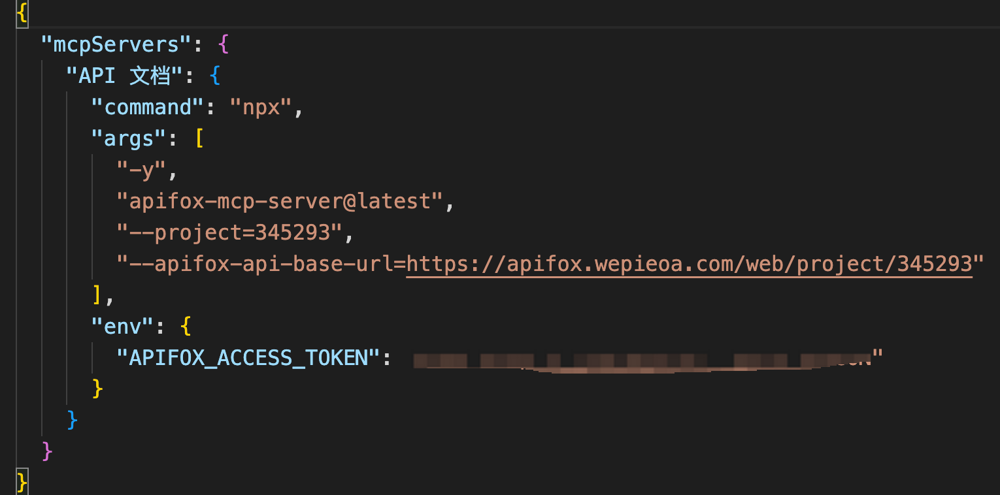 {
"mcpServers": {
"API 文档": {
"command": "npx",
"args": [
"-y",
"apifox-mcp-server@latest",
"--project=345293",
"--apifox-api-base-url=https://apifox.wepieoa.com/web/project/345293"
],
"env": {
"APIFOX_ACCESS_TOKEN": "
}
}
}
}